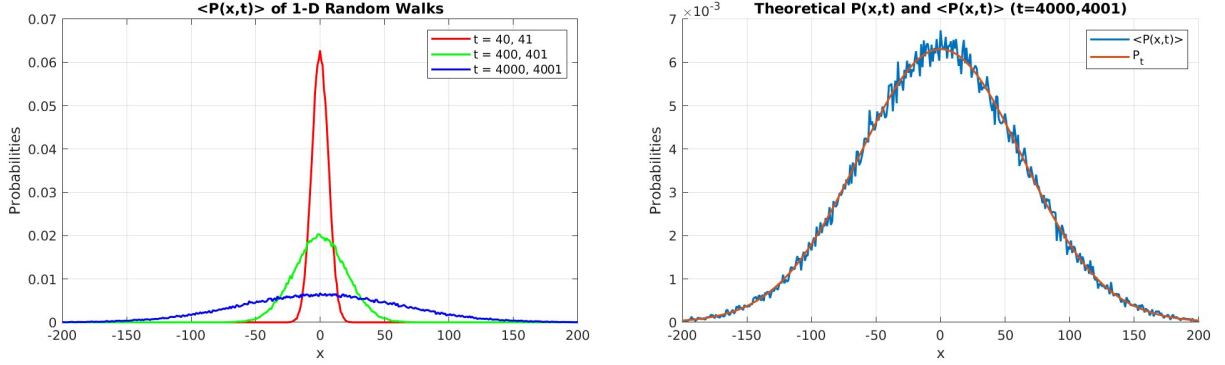 <P(x,t)> of 1-D Random Walks
0.07
0.06
0.05
0.04
0.03
0.02
0.01
0
Probabilities
t = 40, 41
t = 400, 401
t = 4000, 4001
-200 -150 -100 -50 0 50 100 150 200
x
Theoretical P(x,t) and <P(x,t)> (t=4000,4001)
×10⁻³
7
6
5
4
3
2
1
0
Probabilities
<P(x,t)>
Pₜ
-200 -150 -100 -50 0 50 100 150 200
x